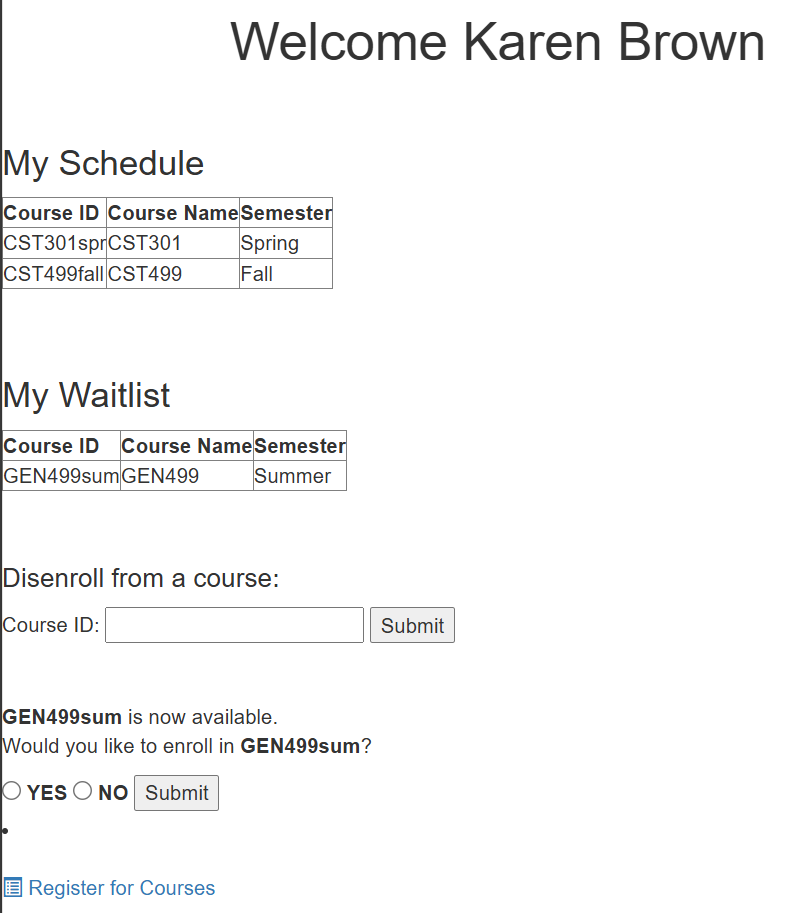 Welcome Karen Brown
My Schedule
Course ID Course Name Semester
CST301spr CST301 Spring
CST499fall CST499 Fall
My Waitlist
Course ID Course Name Semester
GEN499sum GEN499 Summer
Disenroll from a course:
Course ID: Submit
GEN499sum is now available.
Would you like to enroll in GEN499sum?
YES NO Submit
Register for Courses